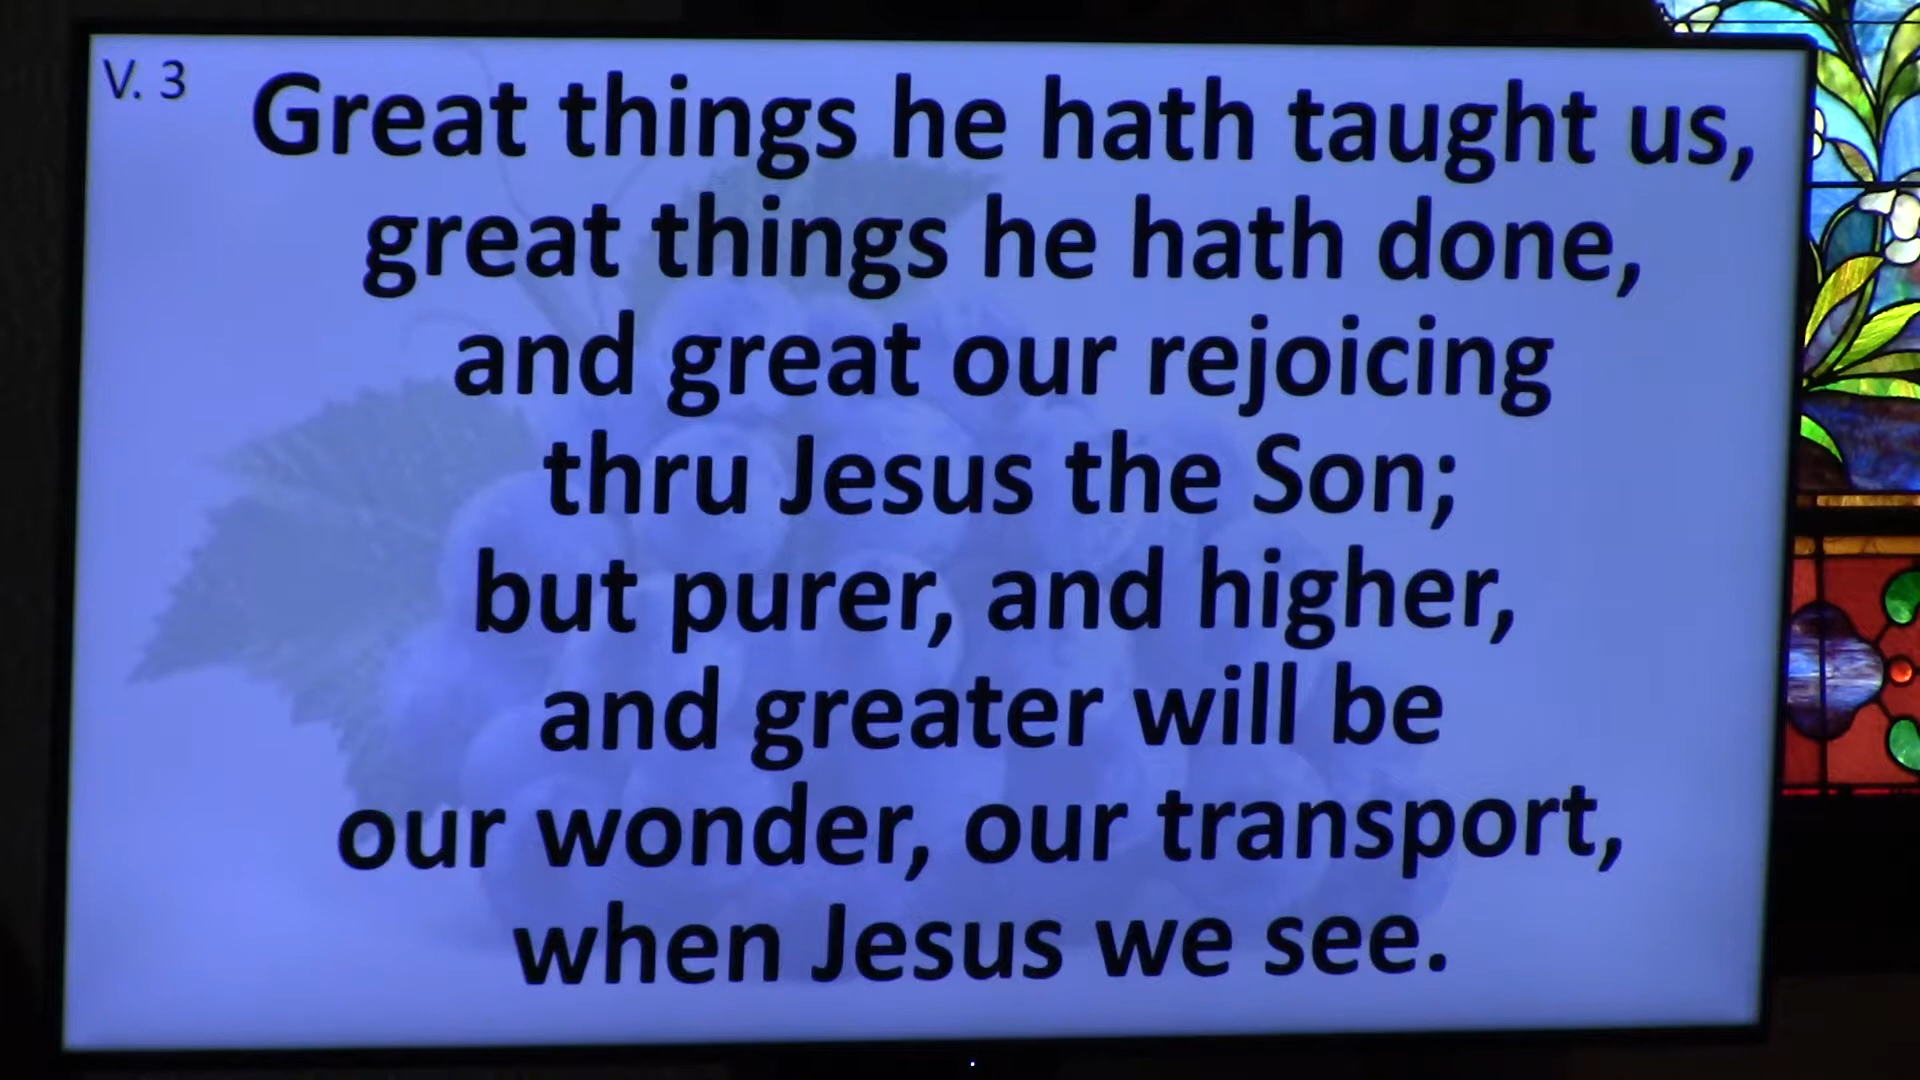 V. 3
Great things he hath taught us,
great things he hath done,
and great our rejoicing
thru Jesus the Son;
but purer, and higher,
and greater will be
our wonder, our transport,
when Jesus we see.